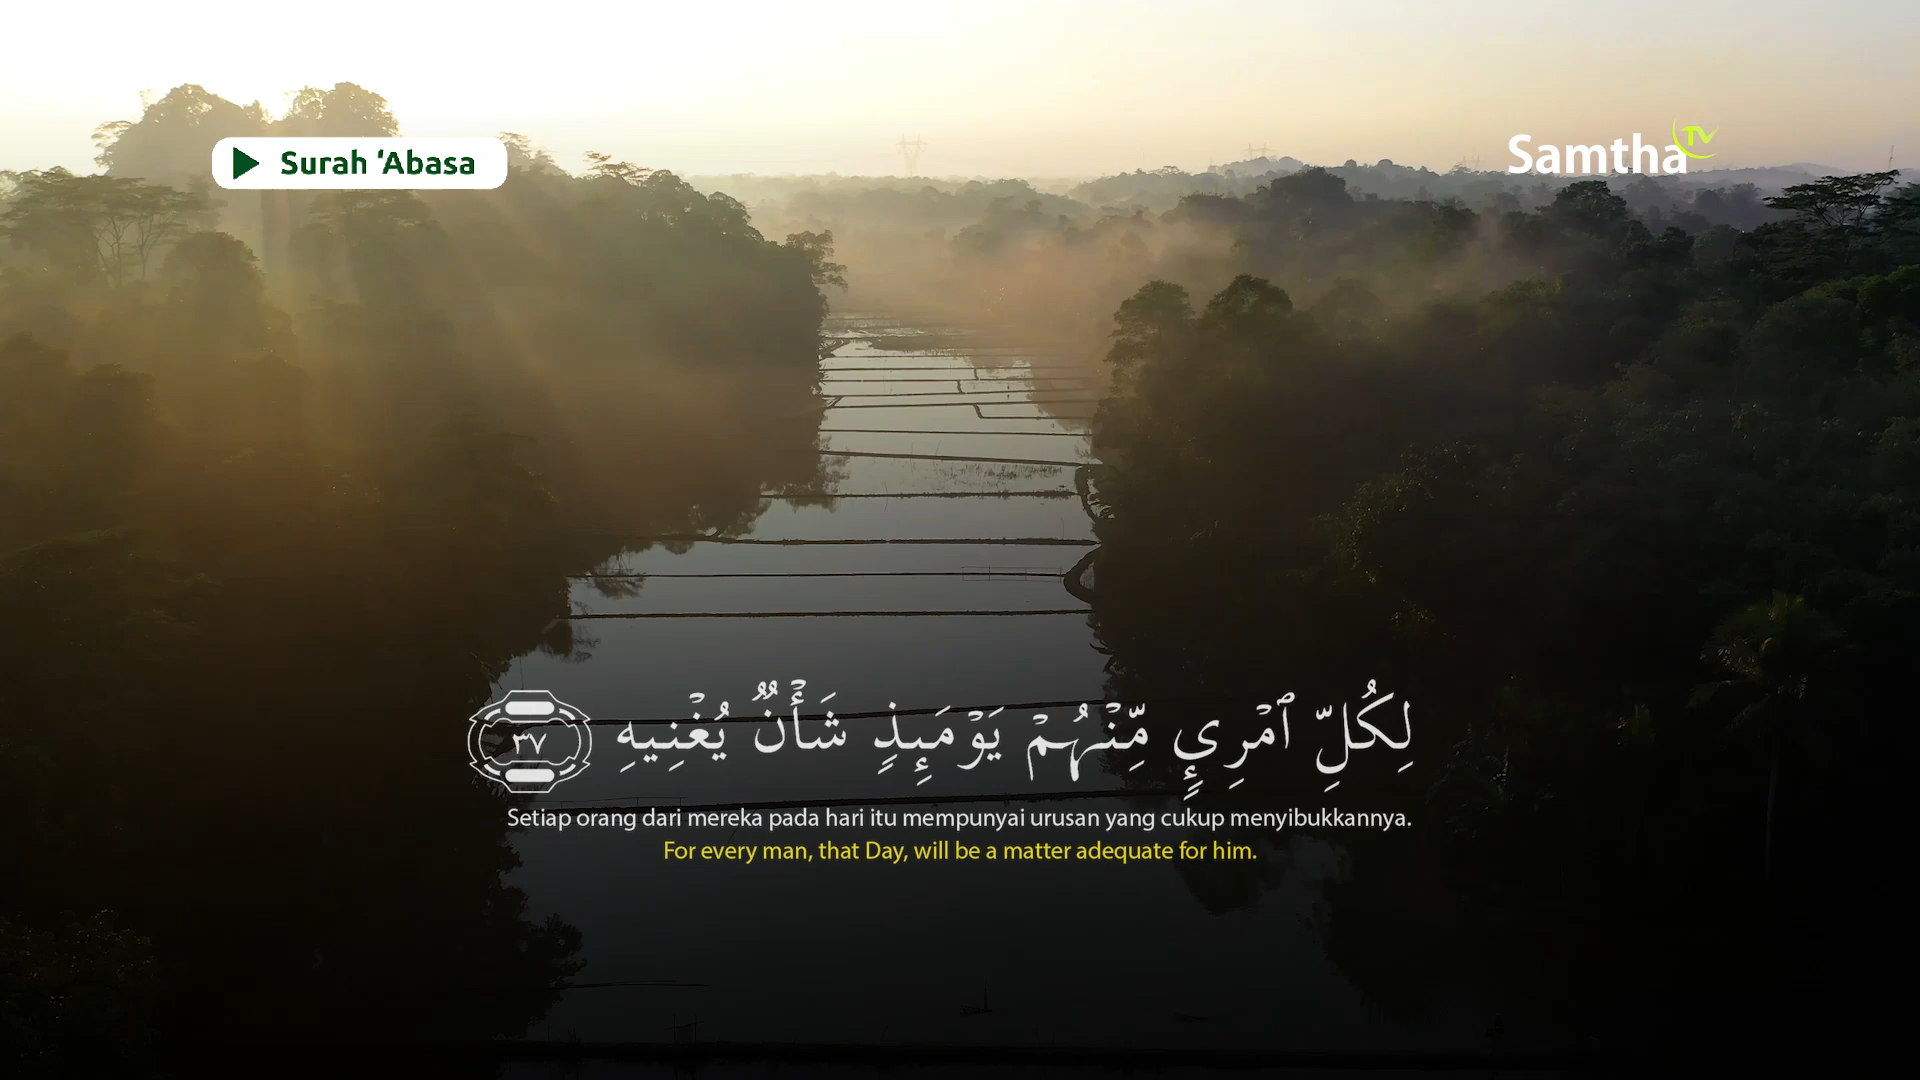 Surah ‘Abasa
Samtha TV
لِكُلِّ ٱمْرِئٍ مِّنْهُمْ يَوْمَئِذٍ شَأْنٌ يُغْنِيهِ ٣٧
Setiap orang dari mereka pada hari itu mempunyai urusan yang cukup menyibukkannya.
For every man, that Day, will be a matter adequate for him.